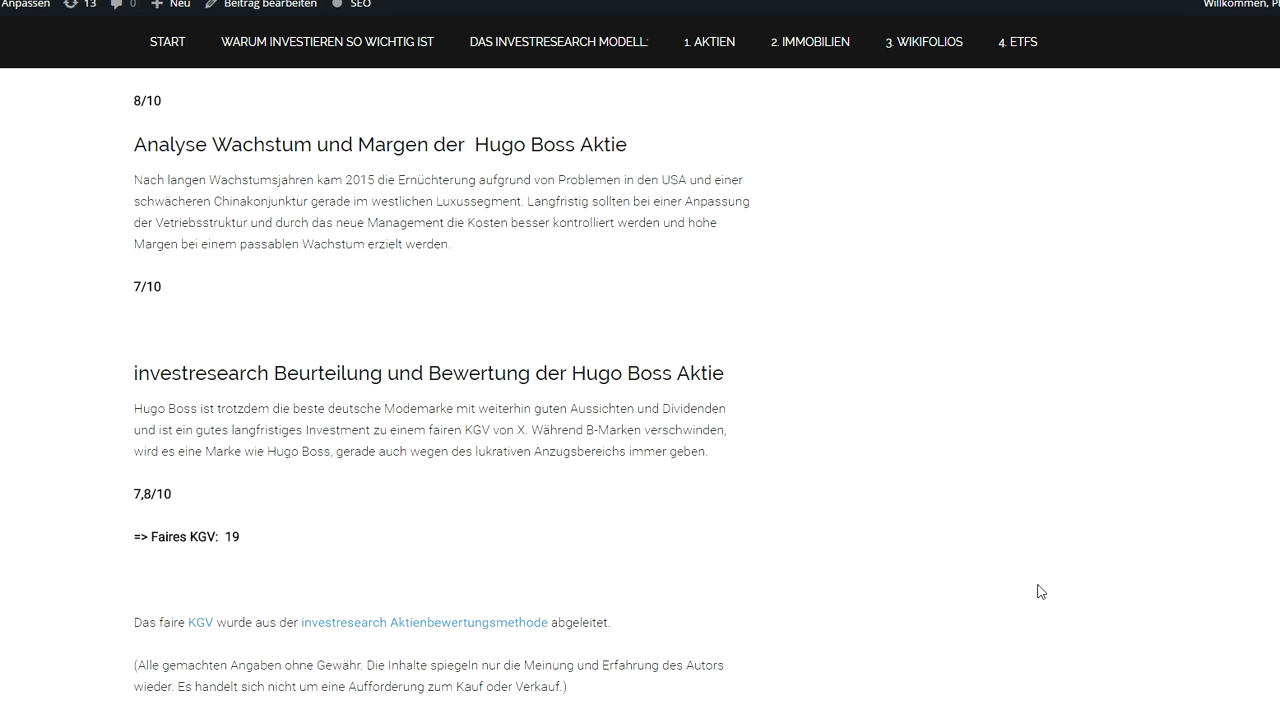 Anpassen 13 0 Neu Beitrag bearbeiten SEO Willkommen,
START WARUM INVESTIEREN SO WICHTIG IST DAS INVESTRESEARCH MODELL: 1. AKTIEN 2. IMMOBILIEN 3. WIKIFOLIOS 4. ETFS
8/10
Analyse Wachstum und Margen der Hugo Boss Aktie
Nach langen Wachstumsjahren kam 2015 die Ernüchterung aufgrund von Problemen in den USA und einer
schwächeren Chinakonjunktur gerade im westlichen Luxussegment. Langfristig sollten bei einer Anpassung
der Vetriebsstruktur und durch das neue Management die Kosten besser kontrolliert werden und hohe
Margen bei einem passablen Wachstum erzielt werden.
7/10
investresearch Beurteilung und Bewertung der Hugo Boss Aktie
Hugo Boss ist trotzdem die beste deutsche Modemarke mit weiterhin guten Aussichten und Dividenden
und ist ein gutes langfristiges Investment zu einem fairen KGV von X. Während B-Marken verschwinden,
wird es eine Marke wie Hugo Boss, gerade auch wegen des lukrativen Anzugsbereichs immer geben.
7,8/10
=> Faires KGV: 19
Das faire KGV wurde aus der investresearch Aktienbewertungsmethode abgeleitet.
(Alle gemachten Angaben ohne Gewähr. Die Inhalte spiegeln nur die Meinung und Erfahrung des Autors
wieder. Es handelt sich nicht um eine Aufforderung zum Kauf oder Verkauf.)